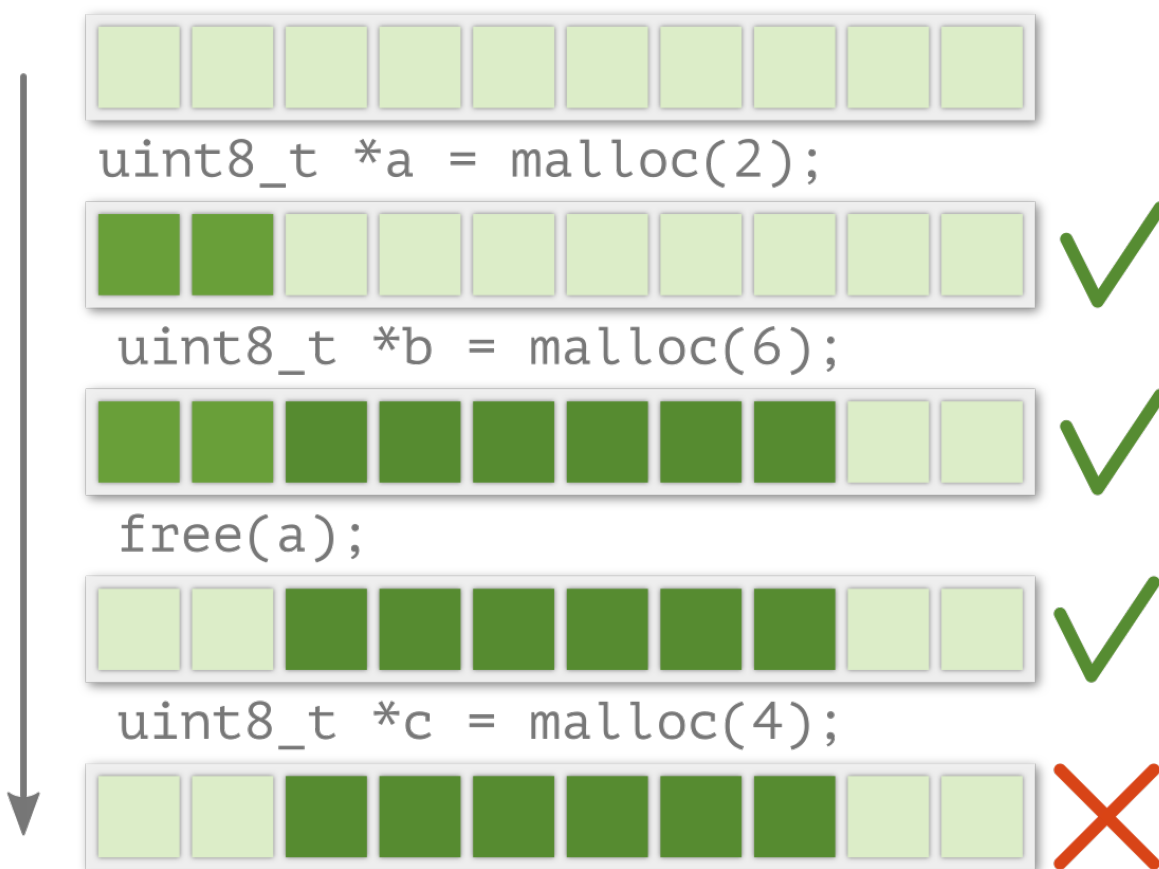 uint8_t *a = malloc(2);
uint8_t *b = malloc(6);
free(a);
uint8_t *c = malloc(4);